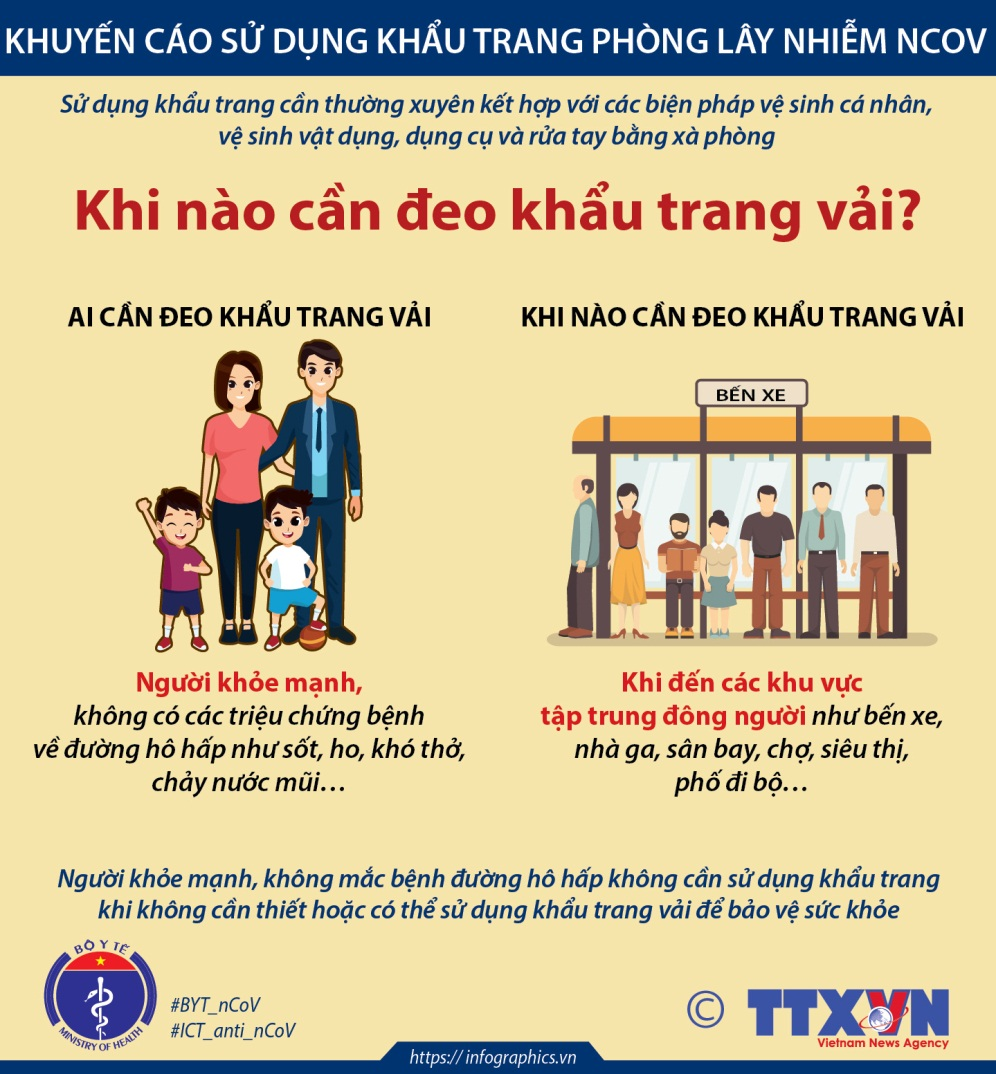 KHUYẾN CÁO SỬ DỤNG KHẨU TRANG PHÒNG LÂY NHIỄM NCOV
Sử dụng khẩu trang cần thường xuyên kết hợp với các biện pháp vệ sinh cá nhân,
vệ sinh vật dụng, dụng cụ và rửa tay bằng xà phòng
Khi nào cần đeo khẩu trang vải?
AI CẦN ĐEO KHẨU TRANG VẢI
Người khỏe mạnh,
không có các triệu chứng bệnh
về đường hô hấp như sốt, ho, khó thở,
chảy nước mũi...
KHI NÀO CẦN ĐEO KHẨU TRANG VẢI
BẾN XE
Khi đến các khu vực
tập trung đông người như bến xe,
nhà ga, sân bay, chợ, siêu thị,
phố đi bộ...
Người khỏe mạnh, không mắc bệnh đường hô hấp không cần sử dụng khẩu trang
khi không cần thiết hoặc có thể sử dụng khẩu trang vải để bảo vệ sức khỏe
BỘ Y TẾ
MINISTRY OF HEALTH
#BYT_nCoV
#ICT_anti_nCoV
© TTXVN
Vietnam News Agency
https:// infographics.vn